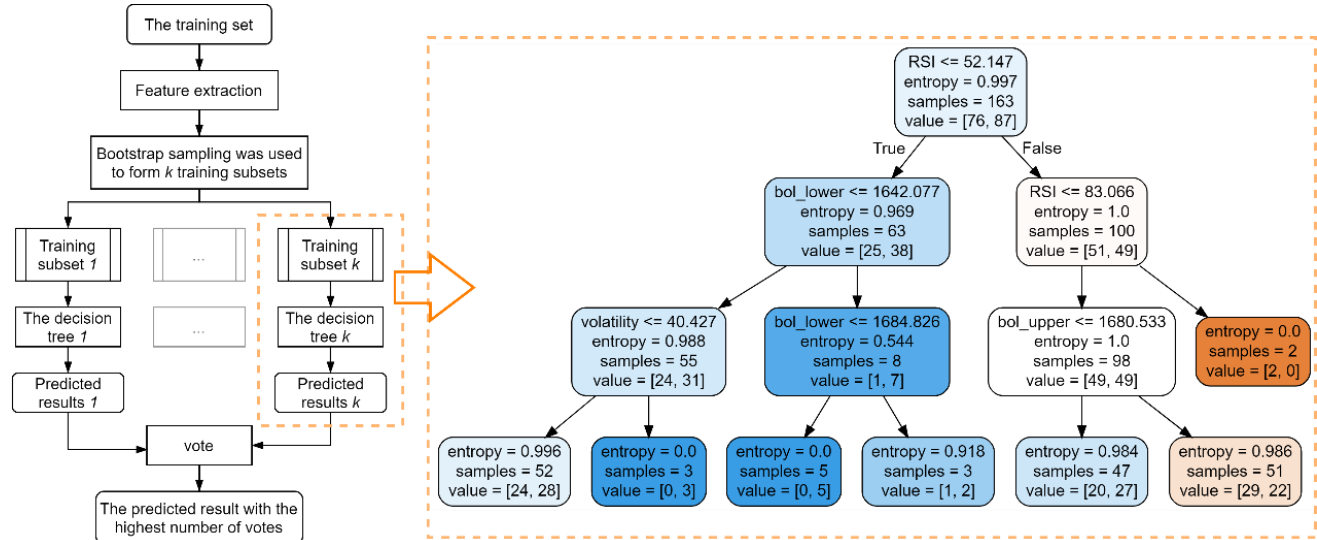 The training set
Feature extraction
Bootstrap sampling was used
to form k training subsets
Training
subset 1
...
Training
subset k
The decision
tree 1
...
The decision
tree k
Predicted
results 1
Predicted
results k
vote
The predicted result with the
highest number of votes
RSI <= 52.147
entropy = 0.997
samples = 163
value = [76, 87]
True
False
bol_lower <= 1642.077
entropy = 0.969
samples = 63
value = [25, 38]
RSI <= 83.066
entropy = 1.0
samples = 100
value = [51, 49]
volatility <= 40.427
entropy = 0.988
samples = 55
value = [24, 31]
bol_lower <= 1684.826
entropy = 0.544
samples = 8
value = [1, 7]
bol_upper <= 1680.533
entropy = 1.0
samples = 98
value = [49, 49]
entropy = 0.0
samples = 2
value = [2, 0]
entropy = 0.996
samples = 52
value = [24, 28]
entropy = 0.0
samples = 3
value = [0, 3]
entropy = 0.0
samples = 5
value = [0, 5]
entropy = 0.918
samples = 3
value = [1, 2]
entropy = 0.984
samples = 47
value = [20, 27]
entropy = 0.986
samples = 51
value = [29, 22]